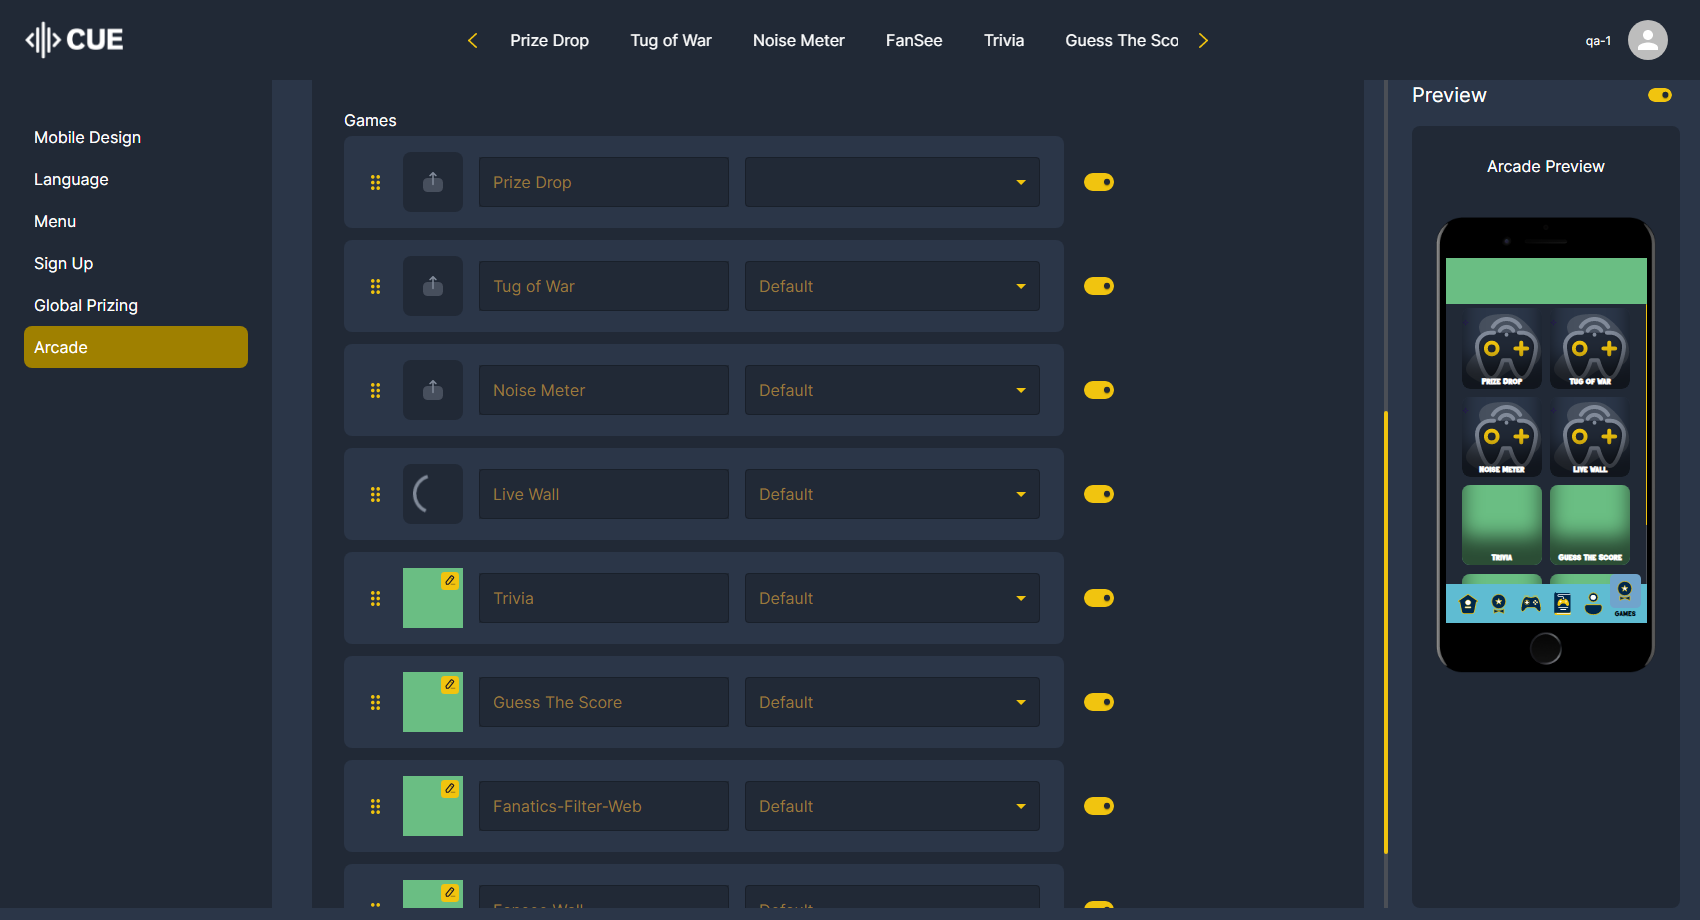 CUE
Prize Drop
Tug of War
Noise Meter
FanSee
Trivia
Guess The Sco
qa-1
Mobile Design
Language
Menu
Sign Up
Global Prizing
Arcade
Games
Prize Drop
Tug of War
Default
Noise Meter
Default
Live Wall
Default
Trivia
Default
Guess The Score
Default
Fanatics-Filter-Web
Default
Default
Preview
Arcade Preview
Prize Drop
Tug of War
Noise Meter
Live Wall
Trivia
Guess The Score
Games